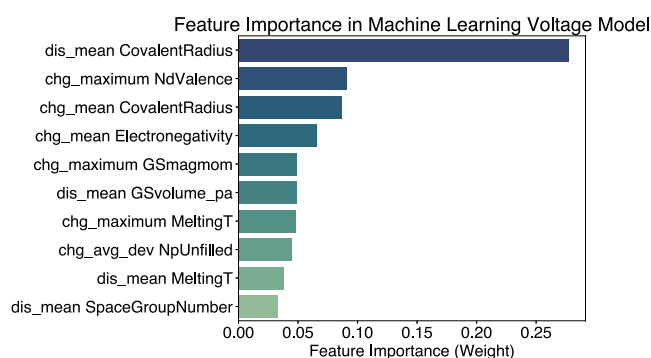 Feature Importance in Machine Learning Voltage Model
dis_mean CovalentRadius
chg_maximum NdValence
chg_mean CovalentRadius
chg_mean Electronegativity
chg_maximum GSmagmom
dis_mean GSvolume_pa
chg_maximum MeltingT
chg_avg_dev NpUnfilled
dis_mean MeltingT
dis_mean SpaceGroupNumber
0.00 0.05 0.10 0.15 0.20 0.25
Feature Importance (Weight)